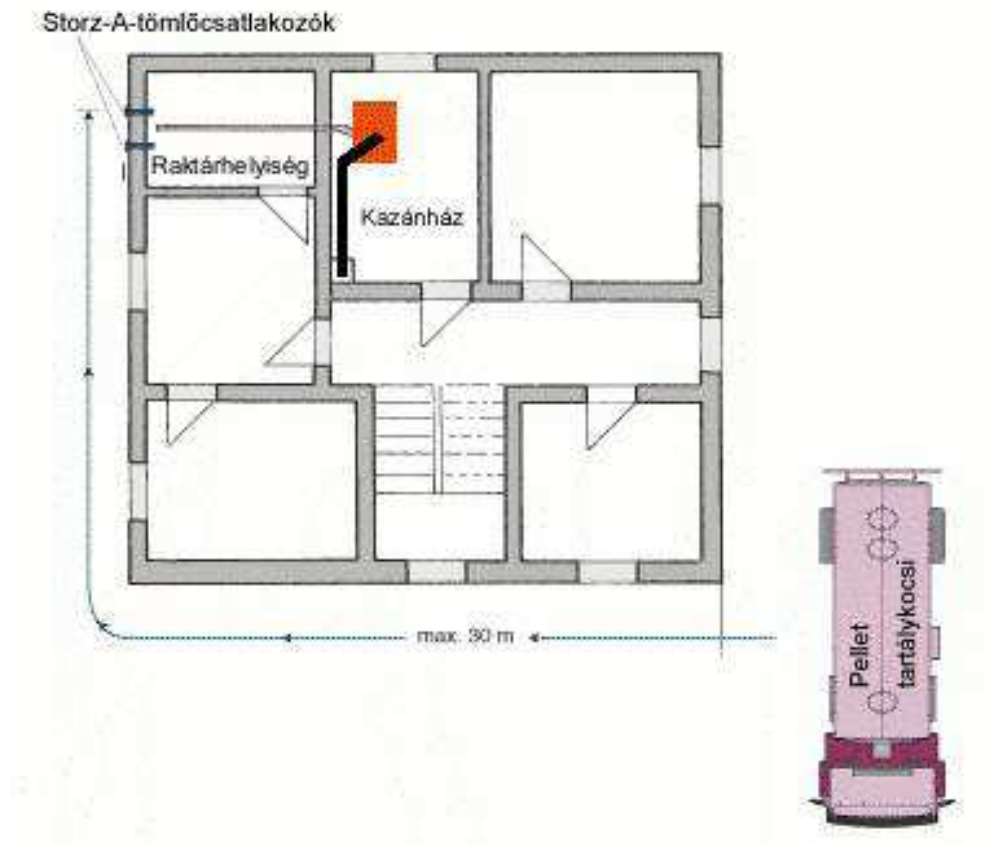 Storz-A-tömlőcsatlakozók
Raktárhelyiség
Kazánház
max. 30 m
Pellet
tartálykocsi